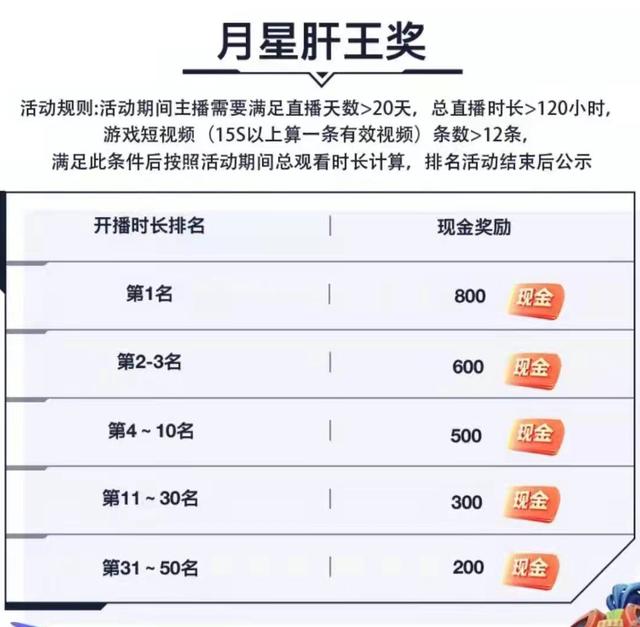 月星肝王奖
活动规则:活动期间主播需要满足直播天数>20天，总直播时长>120小时,
游戏短视频（15S以上算一条有效视频）条数>12条,
满足此条件后按照活动期间总观看时长计算，排名活动结束后公示
开播时长排名 | 现金奖励
第1名 | 800 现金
第2-3名 | 600 现金
第4～10名 | 500 现金
第11～30名 | 300 现金
第31～50名 | 200 现金